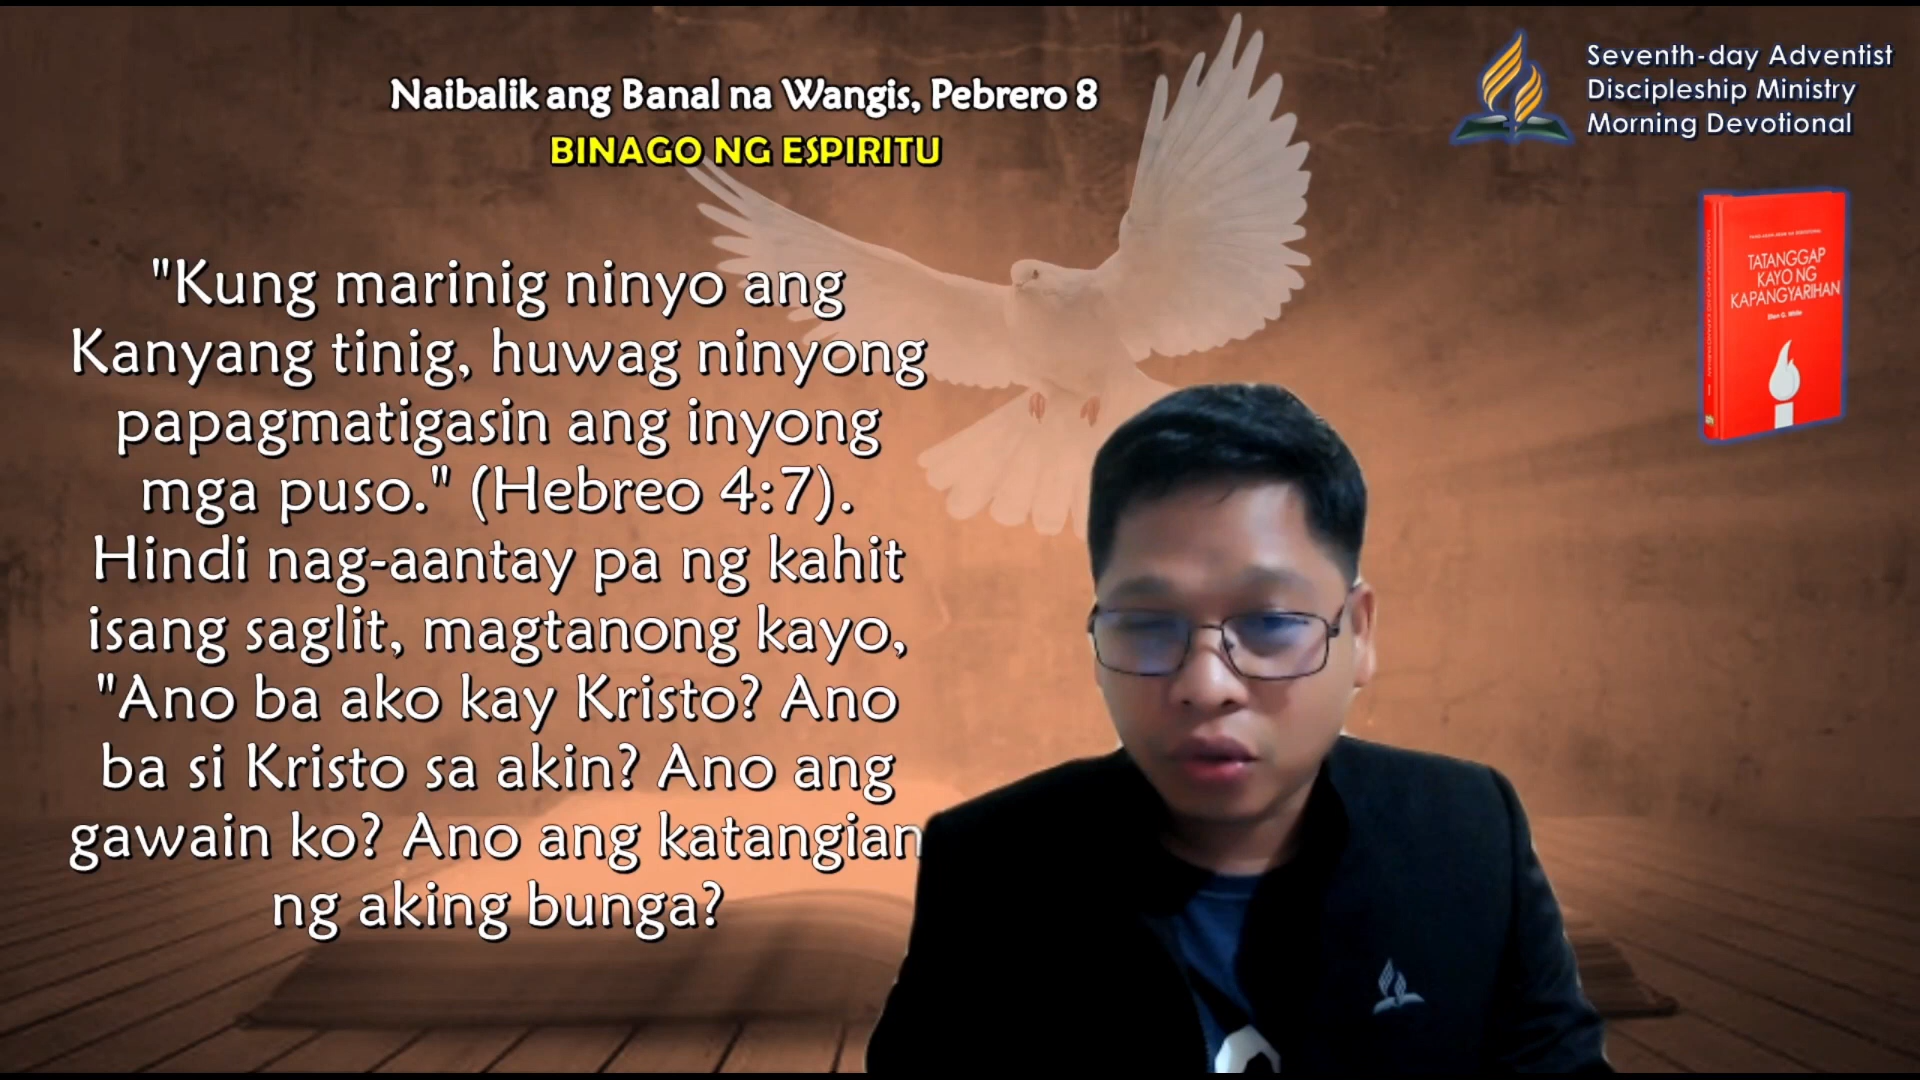 Naibalik ang Banal na Wangis, Pebrero 8
BINAGO NG ESPIRITU
Seventh-day Adventist
Discipleship Ministry
Morning Devotional
TATANGGAP
KAYO NG
KAPANGYARIHAN
Ellen G. White
"Kung marinig ninyo ang
Kanyang tinig, huwag ninyong
papagmatigasin ang inyong
mga puso." (Hebreo 4:7).
Hindi nag-aantay pa ng kahit
isang saglit, magtanong kayo,
"Ano ba ako kay Kristo? Ano
ba si Kristo sa akin? Ano ang
gawain ko? Ano ang katangian
ng aking bunga?